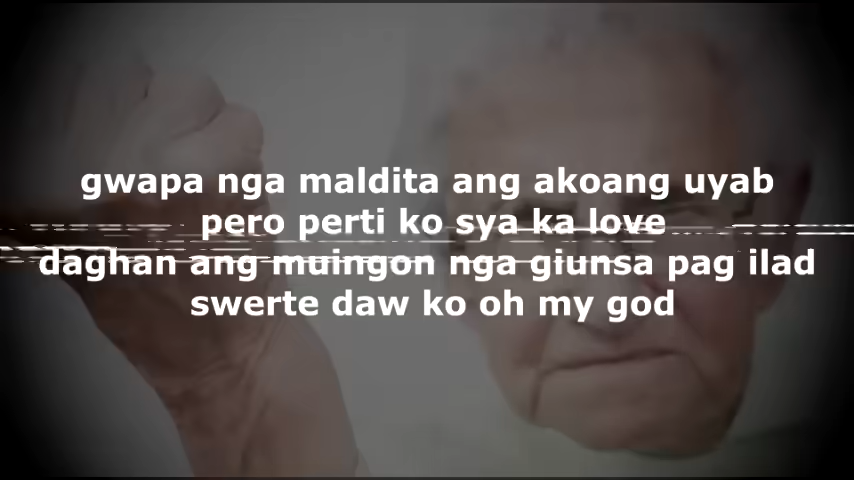 gwapa nga maldita ang akoang uyab
pero perti ko sya ka love
daghan ang muingon nga giunsa pag ilad
swerte daw ko oh my god